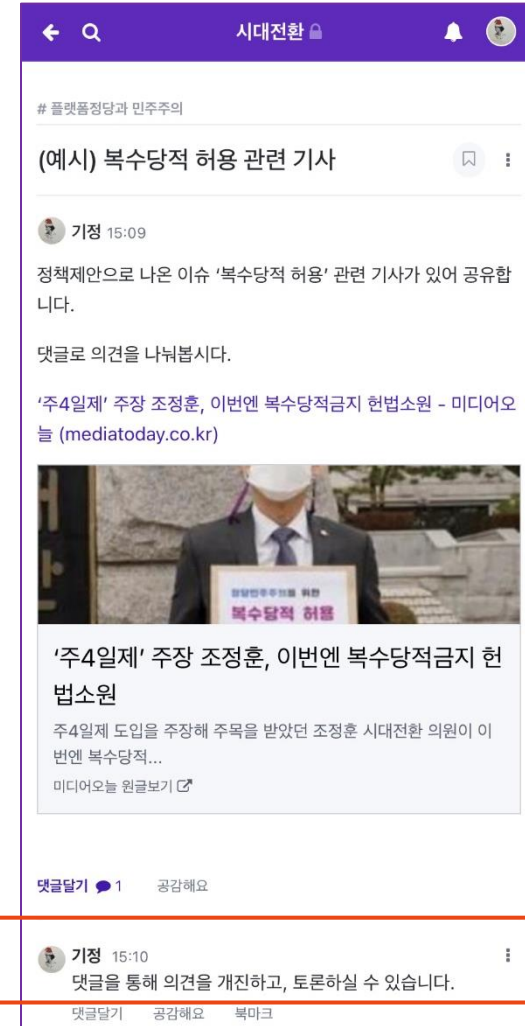 시대전환
# 플랫폼정당과 민주주의
(예시) 복수당적 허용 관련 기사
기정 15:09
정책제안으로 나온 이슈 ‘복수당적 허용’ 관련 기사가 있어 공유합
니다.
댓글로 의견을 나눠봅시다.
‘주4일제’ 주장 조정훈, 이번엔 복수당적금지 헌법소원 - 미디어오
늘 (mediatoday.co.kr)
정당민주주의를 위한
복수당적 허용
‘주4일제’ 주장 조정훈, 이번엔 복수당적금지 헌
법소원
주4일제 도입을 주장해 주목을 받았던 조정훈 시대전환 의원이 이
번엔 복수당적...
미디어오늘 원글보기
댓글달기 1 공감해요
기정 15:10
댓글을 통해 의견을 개진하고, 토론하실 수 있습니다.
댓글달기 공감해요 북마크